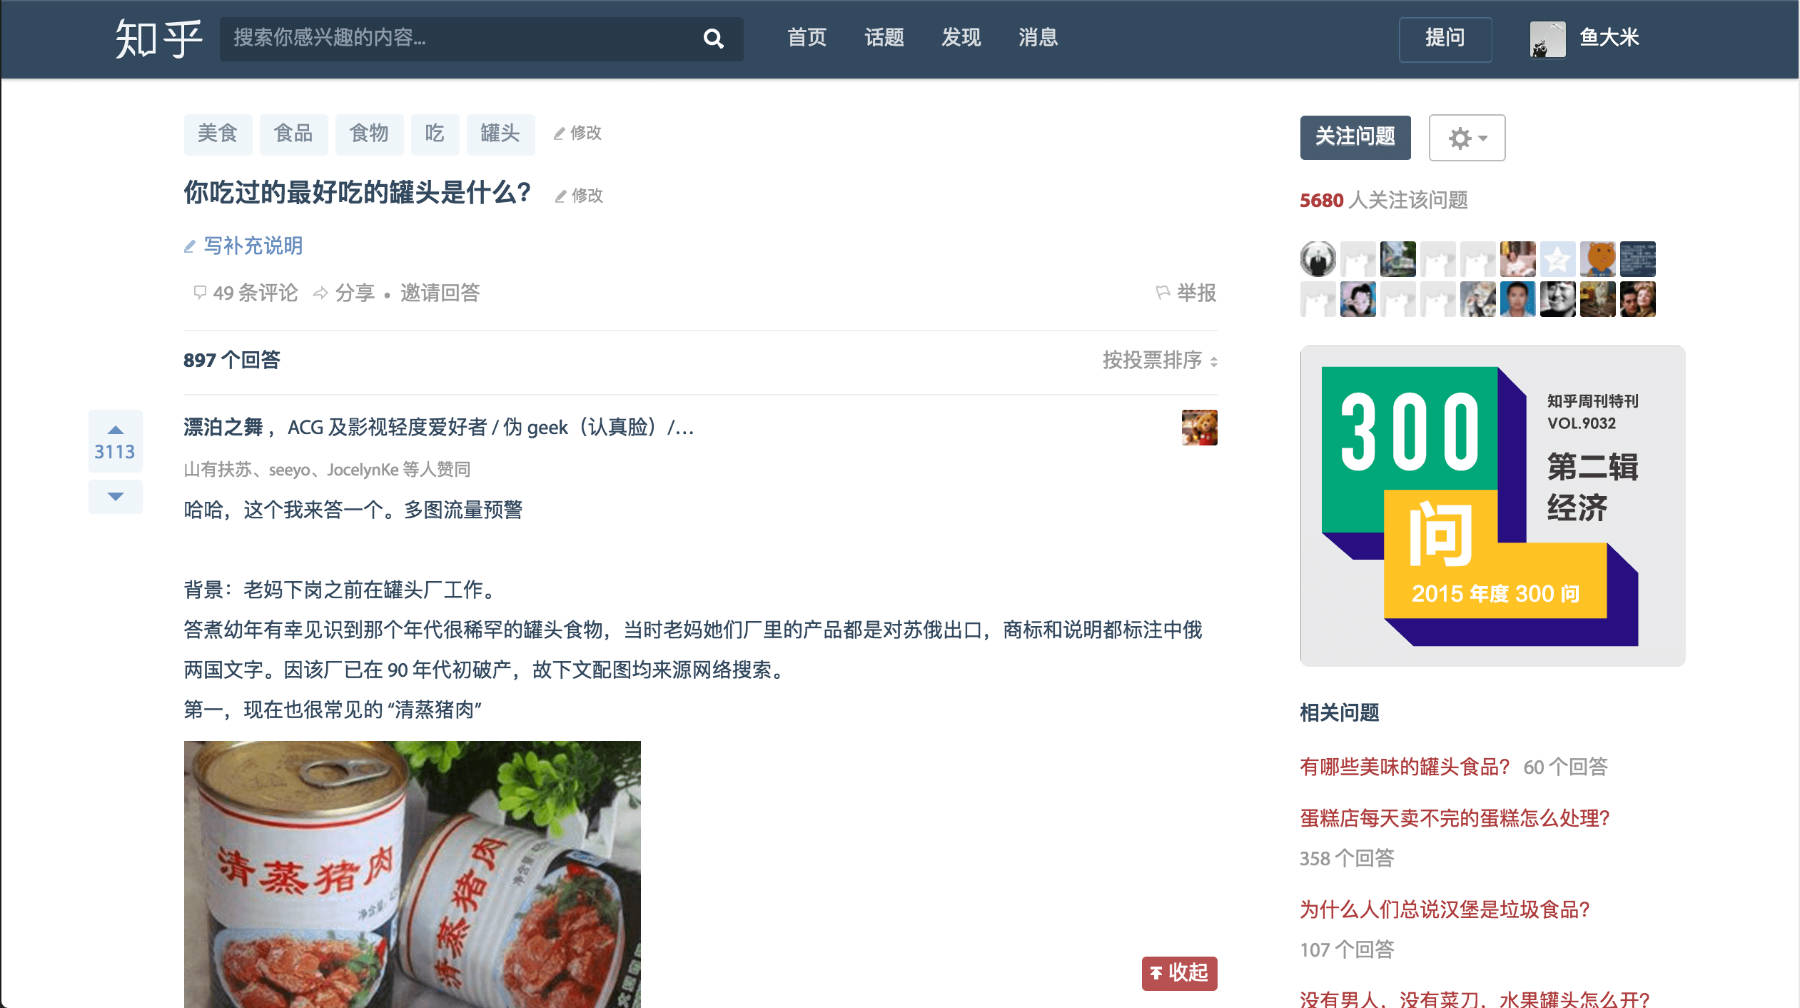 知乎
搜索你感兴趣的内容...
首页 话题 发现 消息
提问
鱼大米
美食 食品 食物 吃 罐头 修改
你吃过的最好吃的罐头是什么? 修改
写补充说明
49 条评论 分享 • 邀请回答
举报
897 个回答
按投票排序
3113
漂泊之舞，ACG 及影视轻度爱好者 / 伪 geek（认真脸）/...
山有扶苏、seeyo、JocelynKe 等人赞同
哈哈，这个我来答一个。多图流量预警
背景：老妈下岗之前在罐头厂工作。
答煮幼年有幸见识到那个年代很稀罕的罐头食物，当时老妈她们厂里的产品都是对苏俄出口，商标和说明都标注中俄
两国文字。因该厂已在 90 年代初破产，故下文配图均来源网络搜索。
第一，现在也很常见的 “清蒸猪肉”
清蒸猪肉
净含量:
清蒸猪肉
净含量
收起
关注问题
5680 人关注该问题
300
问
2015 年度 300 问
知乎周刊特刊
VOL.9032
第二辑
经济
相关问题
有哪些美味的罐头食品? 60 个回答
蛋糕店每天卖不完的蛋糕怎么处理?
358 个回答
为什么人们总说汉堡是垃圾食品?
107 个回答
没有男人，没有菜刀，水果罐头怎么开?